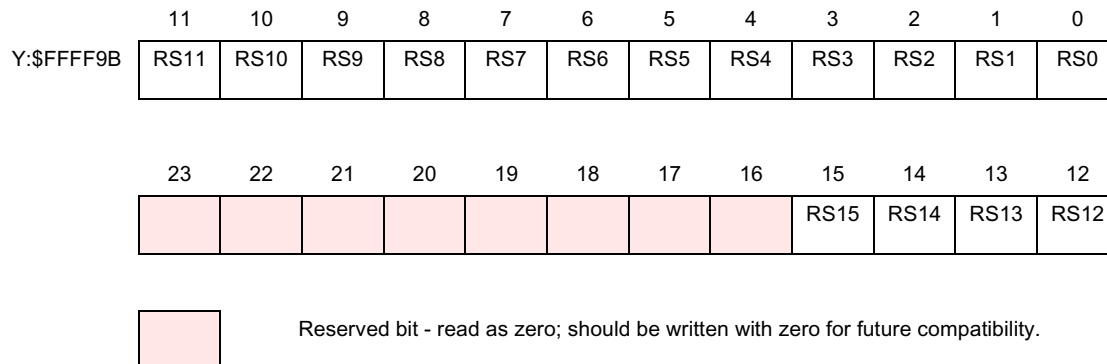 11 10 9 8 7 6 5 4 3 2 1 0
Y:$FFFF9B RS11 RS10 RS9 RS8 RS7 RS6 RS5 RS4 RS3 RS2 RS1 RS0
23 22 21 20 19 18 17 16 15 14 13 12
RS15 RS14 RS13 RS12
Reserved bit - read as zero; should be written with zero for future compatibility.